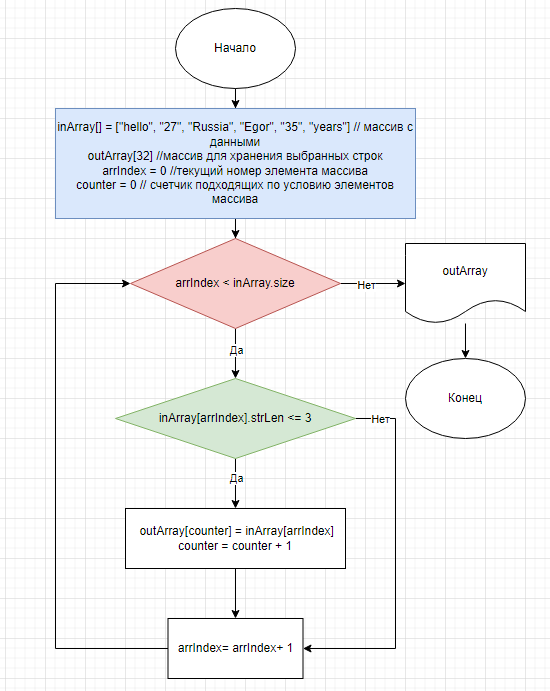 Начало
inArray[] = ["hello", "27", "Russia", "Egor", "35", "years"] // массив с
данными
outArray[32] //массив для хранения выбранных строк
arrIndex = 0 //текущий номер элемента массива
counter = 0 // счетчик подходящих по условию элементов
массива
arrIndex < inArray.size
Нет
outArray
Да
Конец
inArray[arrIndex].strLen <= 3
Нет
Да
outArray[counter] = inArray[arrIndex]
counter = counter + 1
arrIndex= arrIndex+ 1